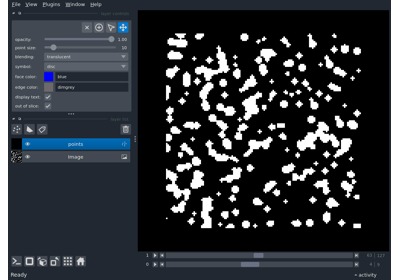 File View Plugins Window Help
opacity: 1.00
point size: 10
blending: translucent
symbol: disc
face color: blue
edge color: dimgrey
display text:
out of slice:
points
Image
1
0
Ready
activity